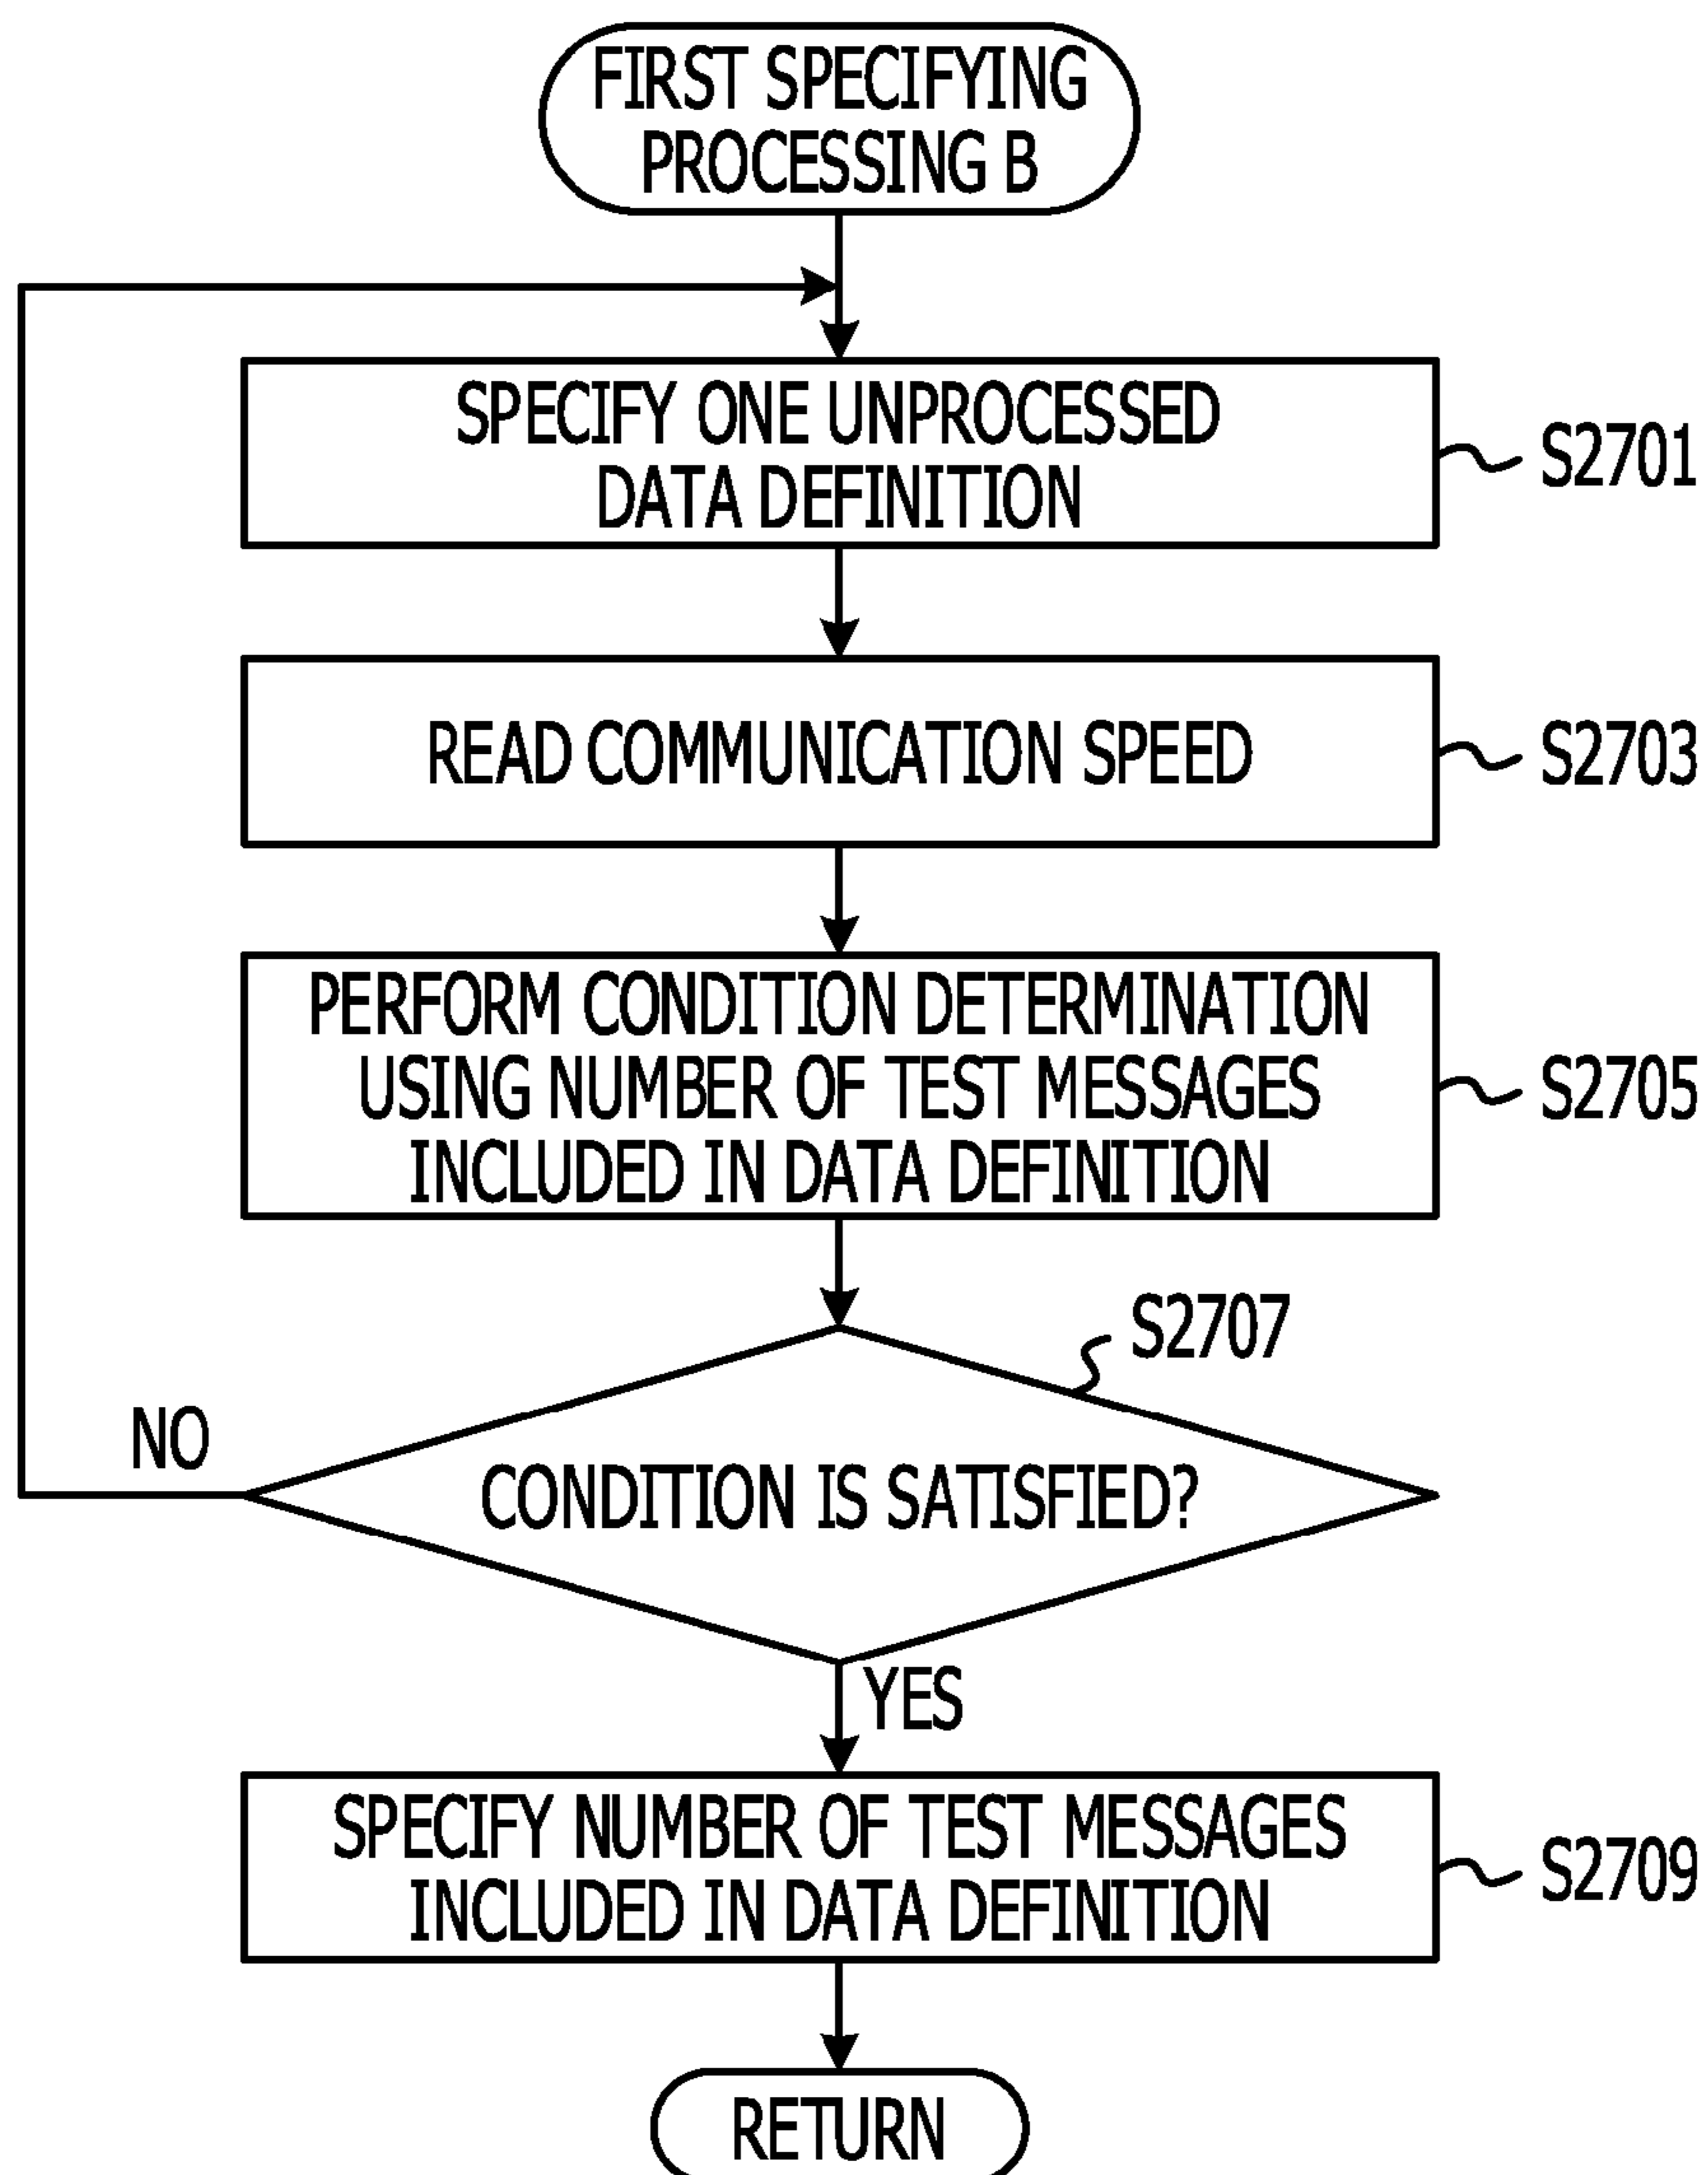 FIRST SPECIFYING
PROCESSING B
SPECIFY ONE UNPROCESSED
DATA DEFINITION
S2701
READ COMMUNICATION SPEED
S2703
PERFORM CONDITION DETERMINATION
USING NUMBER OF TEST MESSAGES
INCLUDED IN DATA DEFINITION
S2705
S2707
NO
CONDITION IS SATISFIED?
YES
SPECIFY NUMBER OF TEST MESSAGES
INCLUDED IN DATA DEFINITION
S2709
RETURN